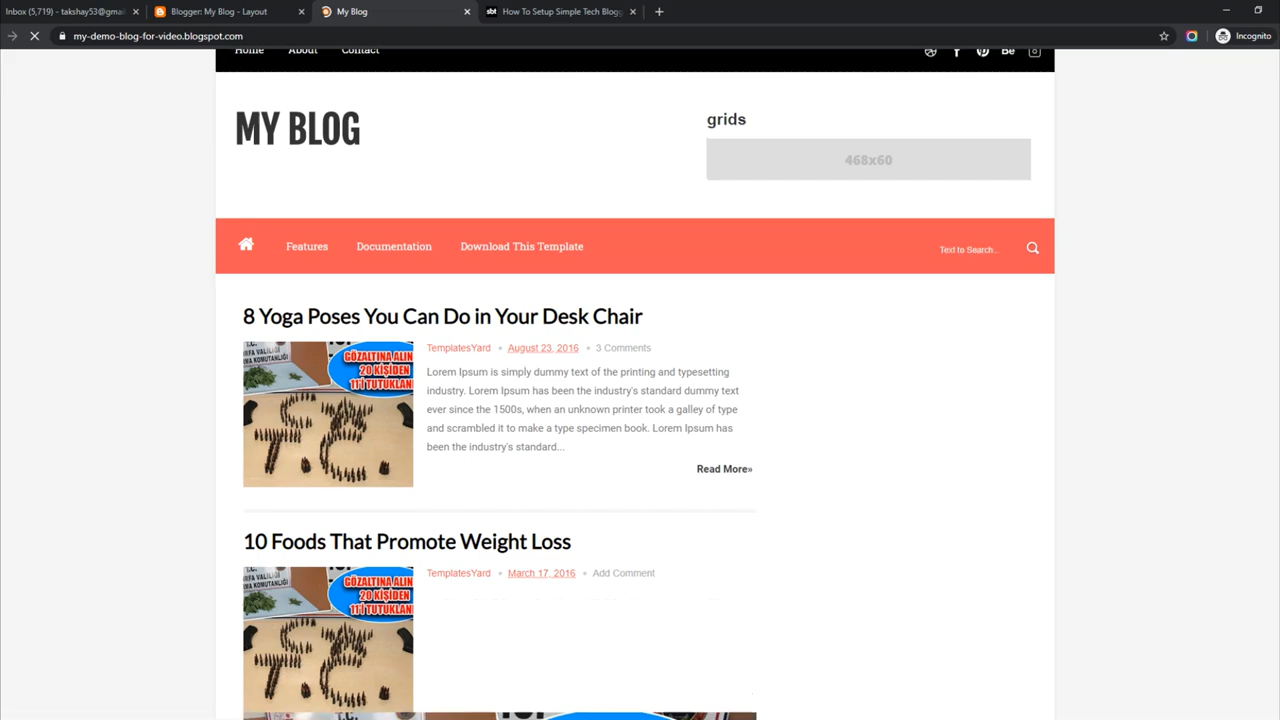 Inbox (5,719) - takshay53@gmai
Blogger: My Blog - Layout
My Blog
sbt
How To Setup Simple Tech Blogg
my-demo-blog-for-video.blogspot.com
Incognito
Home
About
Contact
MY BLOG
grids
468x60
Features
Documentation
Download This Template
Text to Search...
8 Yoga Poses You Can Do in Your Desk Chair
TemplatesYard • August 23, 2016 • 3 Comments
Lorem Ipsum is simply dummy text of the printing and typesetting
industry. Lorem Ipsum has been the industry's standard dummy text
ever since the 1500s, when an unknown printer took a galley of type
and scrambled it to make a type specimen book. Lorem Ipsum has
been the industry's standard...
Read More»
GÖZALTINA ALIN
20 KİŞİDEN
11'İ TUTUKLANI
T.C.
10 Foods That Promote Weight Loss
TemplatesYard • March 17, 2016 • Add Comment
GÖZALTINA ALIN
20 KİŞİDEN
11'İ TUTUKLANI
T.C.